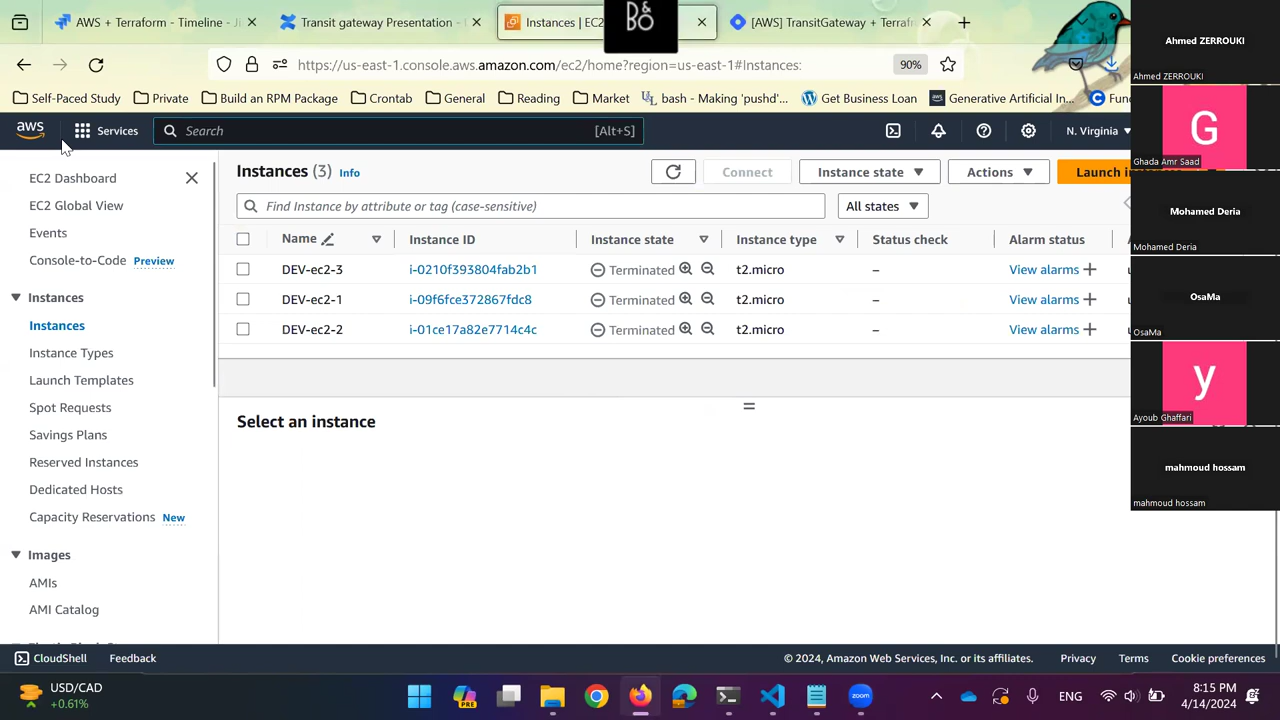 AWS + Terraform - Timeline - Ji
Transit gateway Presentation -
Instances | EC2
[AWS] TransitGateway + Terraf
D&
BO
https://us-east-1.console.aws.amazon.com/ec2/home?region=us-east-1#Instances:
90%
Self-Paced Study
Private
Build an RPM Package
Crontab
General
Reading
Market
bash - Making 'pushd'...
Get Business Loan
Generative Artificial In...
aws
Services
Search
[Alt+S]
N. Virginia
EC2 Dashboard
EC2 Global View
Events
Console-to-Code
Preview
Instances
Instances
Instance Types
Launch Templates
Spot Requests
Savings Plans
Reserved Instances
Dedicated Hosts
Capacity Reservations
New
Images
AMIs
AMI Catalog
Instances (3)
Info
Connect
Instance state
Actions
Find Instance by attribute or tag (case-sensitive)
All states
Name
Instance ID
Instance state
Instance type
Status check
Alarm status
DEV-ec2-3
i-0210f393804fab2b1
Terminated
t2.micro
–
View alarms
DEV-ec2-1
i-09f6fce372867fdc8
Terminated
t2.micro
–
View alarms
DEV-ec2-2
i-01ce17a82e7714c4c
Terminated
t2.micro
–
View alarms
Select an instance
Ahmed ZERROUKI
Ahmed ZERROUKI
G
Ghada Amr Saad
Mohamed Deria
Mohamed Deria
OsaMa
OsaMa
y
Ayoub Ghaffari
mahmoud hossam
mahmoud hossam
CloudShell
Feedback
© 2024, Amazon Web Services, Inc. or its affiliates.
Privacy
Terms
Cookie preferences
USD/CAD
+0.61%
PRE
zoom
ENG
8:15 PM
4/14/2024